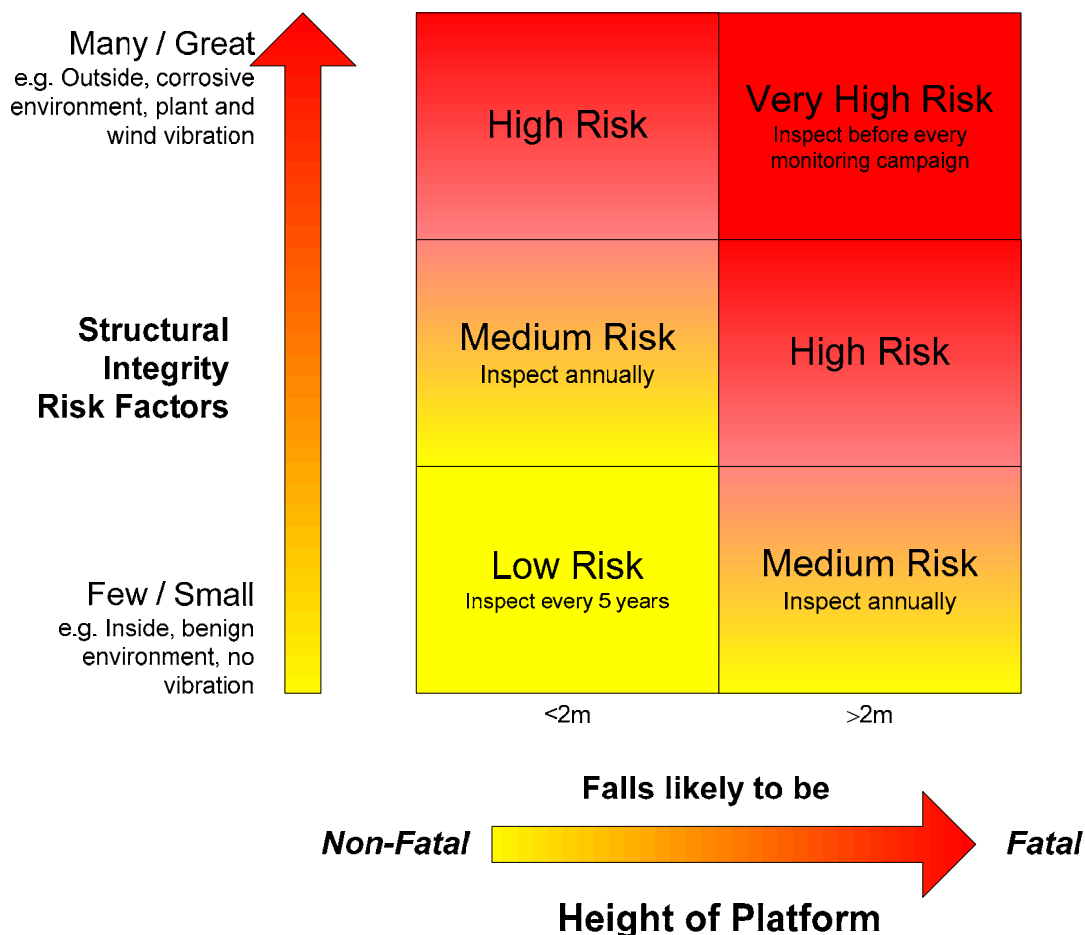 Many / Great
e.g. Outside, corrosive
environment, plant and
wind vibration
High Risk
Very High Risk
Inspect before every
monitoring campaign
Structural
Integrity
Risk Factors
Medium Risk
Inspect annually
High Risk
Few / Small
e.g. Inside, benign
environment, no
vibration
Low Risk
Inspect every 5 years
Medium Risk
Inspect annually
<2m
>2m
Falls likely to be
Non-Fatal
Fatal
Height of Platform